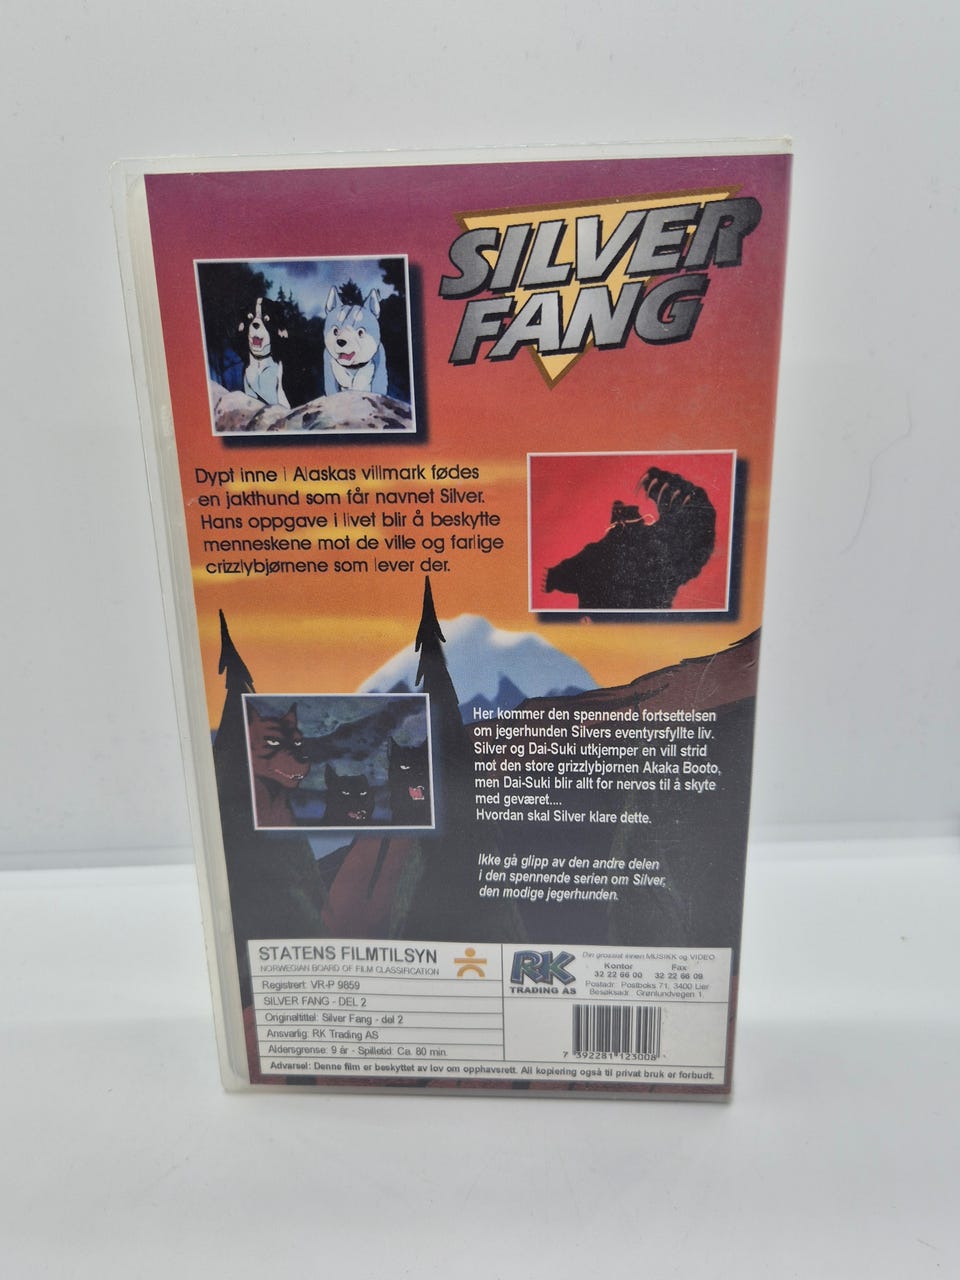 SILVER
FANG
Dypt inne i Alaskas villmark fødes
en jakthund som får navnet Silver.
Hans oppgave i livet blir å beskytte
menneskene mot de ville og farlige
crizzlybjørnene som lever der.
Her kommer den spennende fortsettelsen
om jegerhunden Silvers eventyrsfyllte liv.
Silver og Dai-Suki utkjemper en vill strid
mot den store grizzlybjørnen Akaka Booto,
men Dai-Suki blir allt for nervos til å skyte
med geværet....
Hvordan skal Silver klare dette.
Ikke gå glipp av den andre delen
i den spennende serien om Silver,
den modige jegerhunden.
STATENS FILMTILSYN
NORWEGIAN BOARD OF FILM CLASSIFICATION
Registrert: VR-P 9859
SILVER FANG - DEL 2
Originaltittel: Silver Fang - del 2
Ansvarlig: RK Trading AS
Aldersgrense: 9 år - Spilletid: Ca. 80 min.
RK
TRADING AS
Din grossist innen MUSIKK og VIDEO
Kontor Fax
32 22 66 00 32 22 66 09
Postadr: Postboks 71, 3400 Lier
Besøksadr: Grønlundvegen 1.
7 392281 123008
Advarsel: Denne film er beskyttet av lov om opphavsrett. All kopiering også til privat bruk er forbudt.